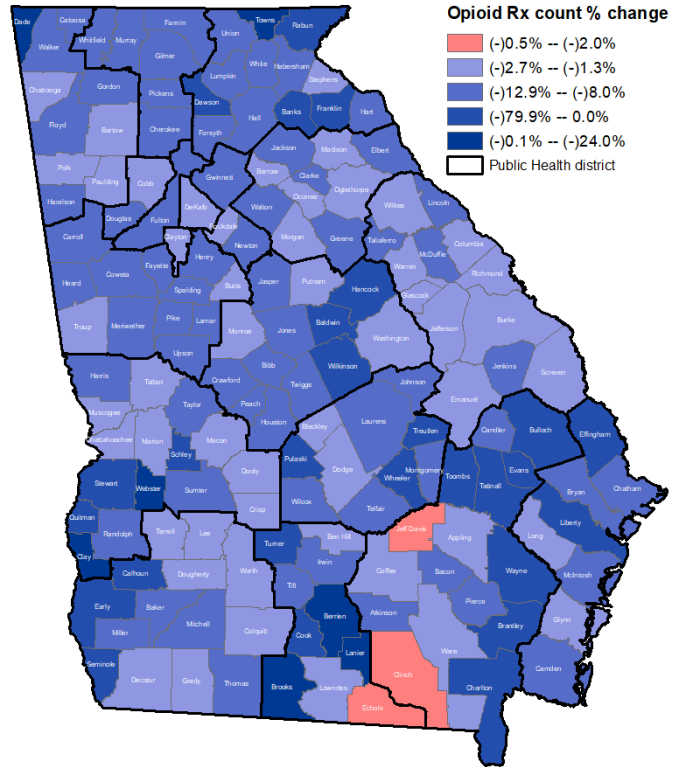 Opioid Rx count % change
(-)0.5% -- (-)2.0%
(-)2.7% -- (-)1.3%
(-)12.9% -- (-)8.0%
(-)79.9% -- 0.0%
(-)0.1% -- (-)24.0%
Public Health district
Dade
Catoosa
Fannin
Towns
Rabun
Union
Walker
Whitfield
Murray
Gilmer
White
Habersham
Lumpkin
Stephens
Chattooga
Gordon
Pickens
Dawson
Banks
Franklin
Hart
Floyd
Bartow
Cherokee
Forsyth
Hall
Jackson
Madison
Elbert
Polk
Paulding
Cobb
Gwinnett
Barrow
Clarke
Oglethorpe
Oconee
Haralson
Douglas
Fulton
DeKalb
Rockdale
Walton
Wilkes
Lincoln
Carroll
Clayton
Newton
Morgan
Greene
Taliaferro
McDuffie
Columbia
Heard
Coweta
Fayette
Henry
Spalding
Butts
Jasper
Putnam
Hancock
Warren
Richmond
Glascock
Troup
Meriwether
Pike
Lamar
Monroe
Jones
Baldwin
Washington
Jefferson
Burke
Upson
Wilkinson
Jenkins
Screven
Harris
Talbot
Crawford
Bibb
Twiggs
Johnson
Emanuel
Muscogee
Taylor
Peach
Houston
Laurens
Chattahoochee
Marion
Macon
Bleckley
Treutlen
Candler
Bulloch
Effingham
Schley
Dooly
Pulaski
Dodge
Wheeler
Montgomery
Toombs
Tattnall
Evans
Stewart
Webster
Sumter
Crisp
Wilcox
Telfair
Bryan
Chatham
Quitman
Randolph
Terrell
Lee
Turner
Ben Hill
Jeff Davis
Appling
Long
Liberty
Clay
Calhoun
Dougherty
Worth
Irwin
Coffee
Bacon
Wayne
McIntosh
Early
Baker
Mitchell
Tift
Atkinson
Pierce
Miller
Colquitt
Cook
Berrien
Ware
Brantley
Glynn
Seminole
Decatur
Grady
Thomas
Brooks
Lanier
Lowndes
Clinch
Echols
Charlton
Camden